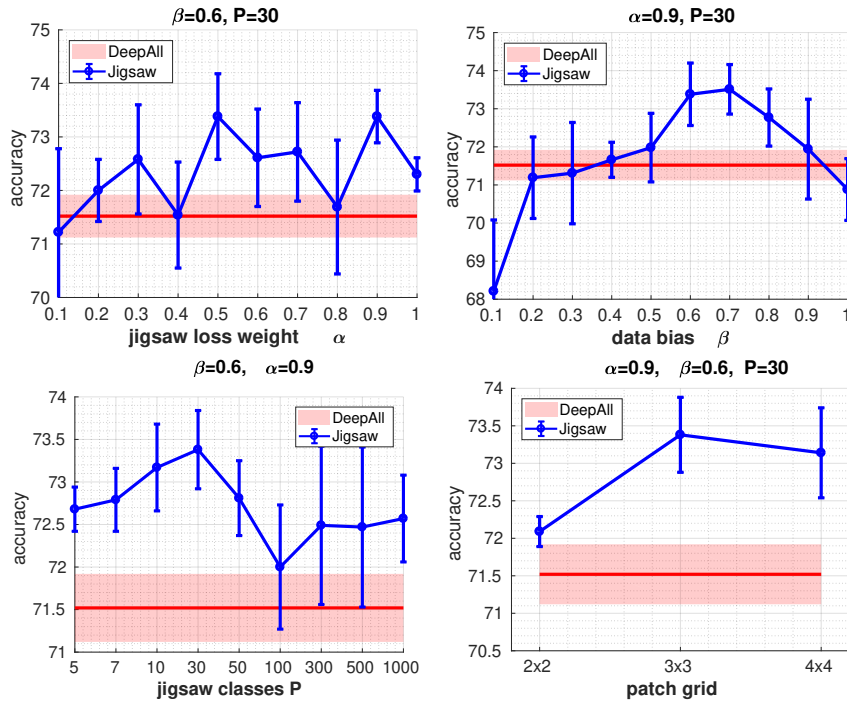 β=0.6, P=30
75
74
73
72
71
70
accuracy
DeepAll
Jigsaw
0.1 0.2 0.3 0.4 0.5 0.6 0.7 0.8 0.9 1
jigsaw loss weight α
α=0.9, P=30
75
74
73
72
71
70
69
68
accuracy
DeepAll
Jigsaw
0.1 0.2 0.3 0.4 0.5 0.6 0.7 0.8 0.9 1
data bias β
β=0.6, α=0.9
74
73.5
73
72.5
72
71.5
71
accuracy
DeepAll
Jigsaw
5 7 10 30 50 100 300 500 1000
jigsaw classes P
α=0.9, β=0.6, P=30
74
73.5
73
72.5
72
71.5
71
70.5
accuracy
DeepAll
Jigsaw
2x2 3x3 4x4
patch grid